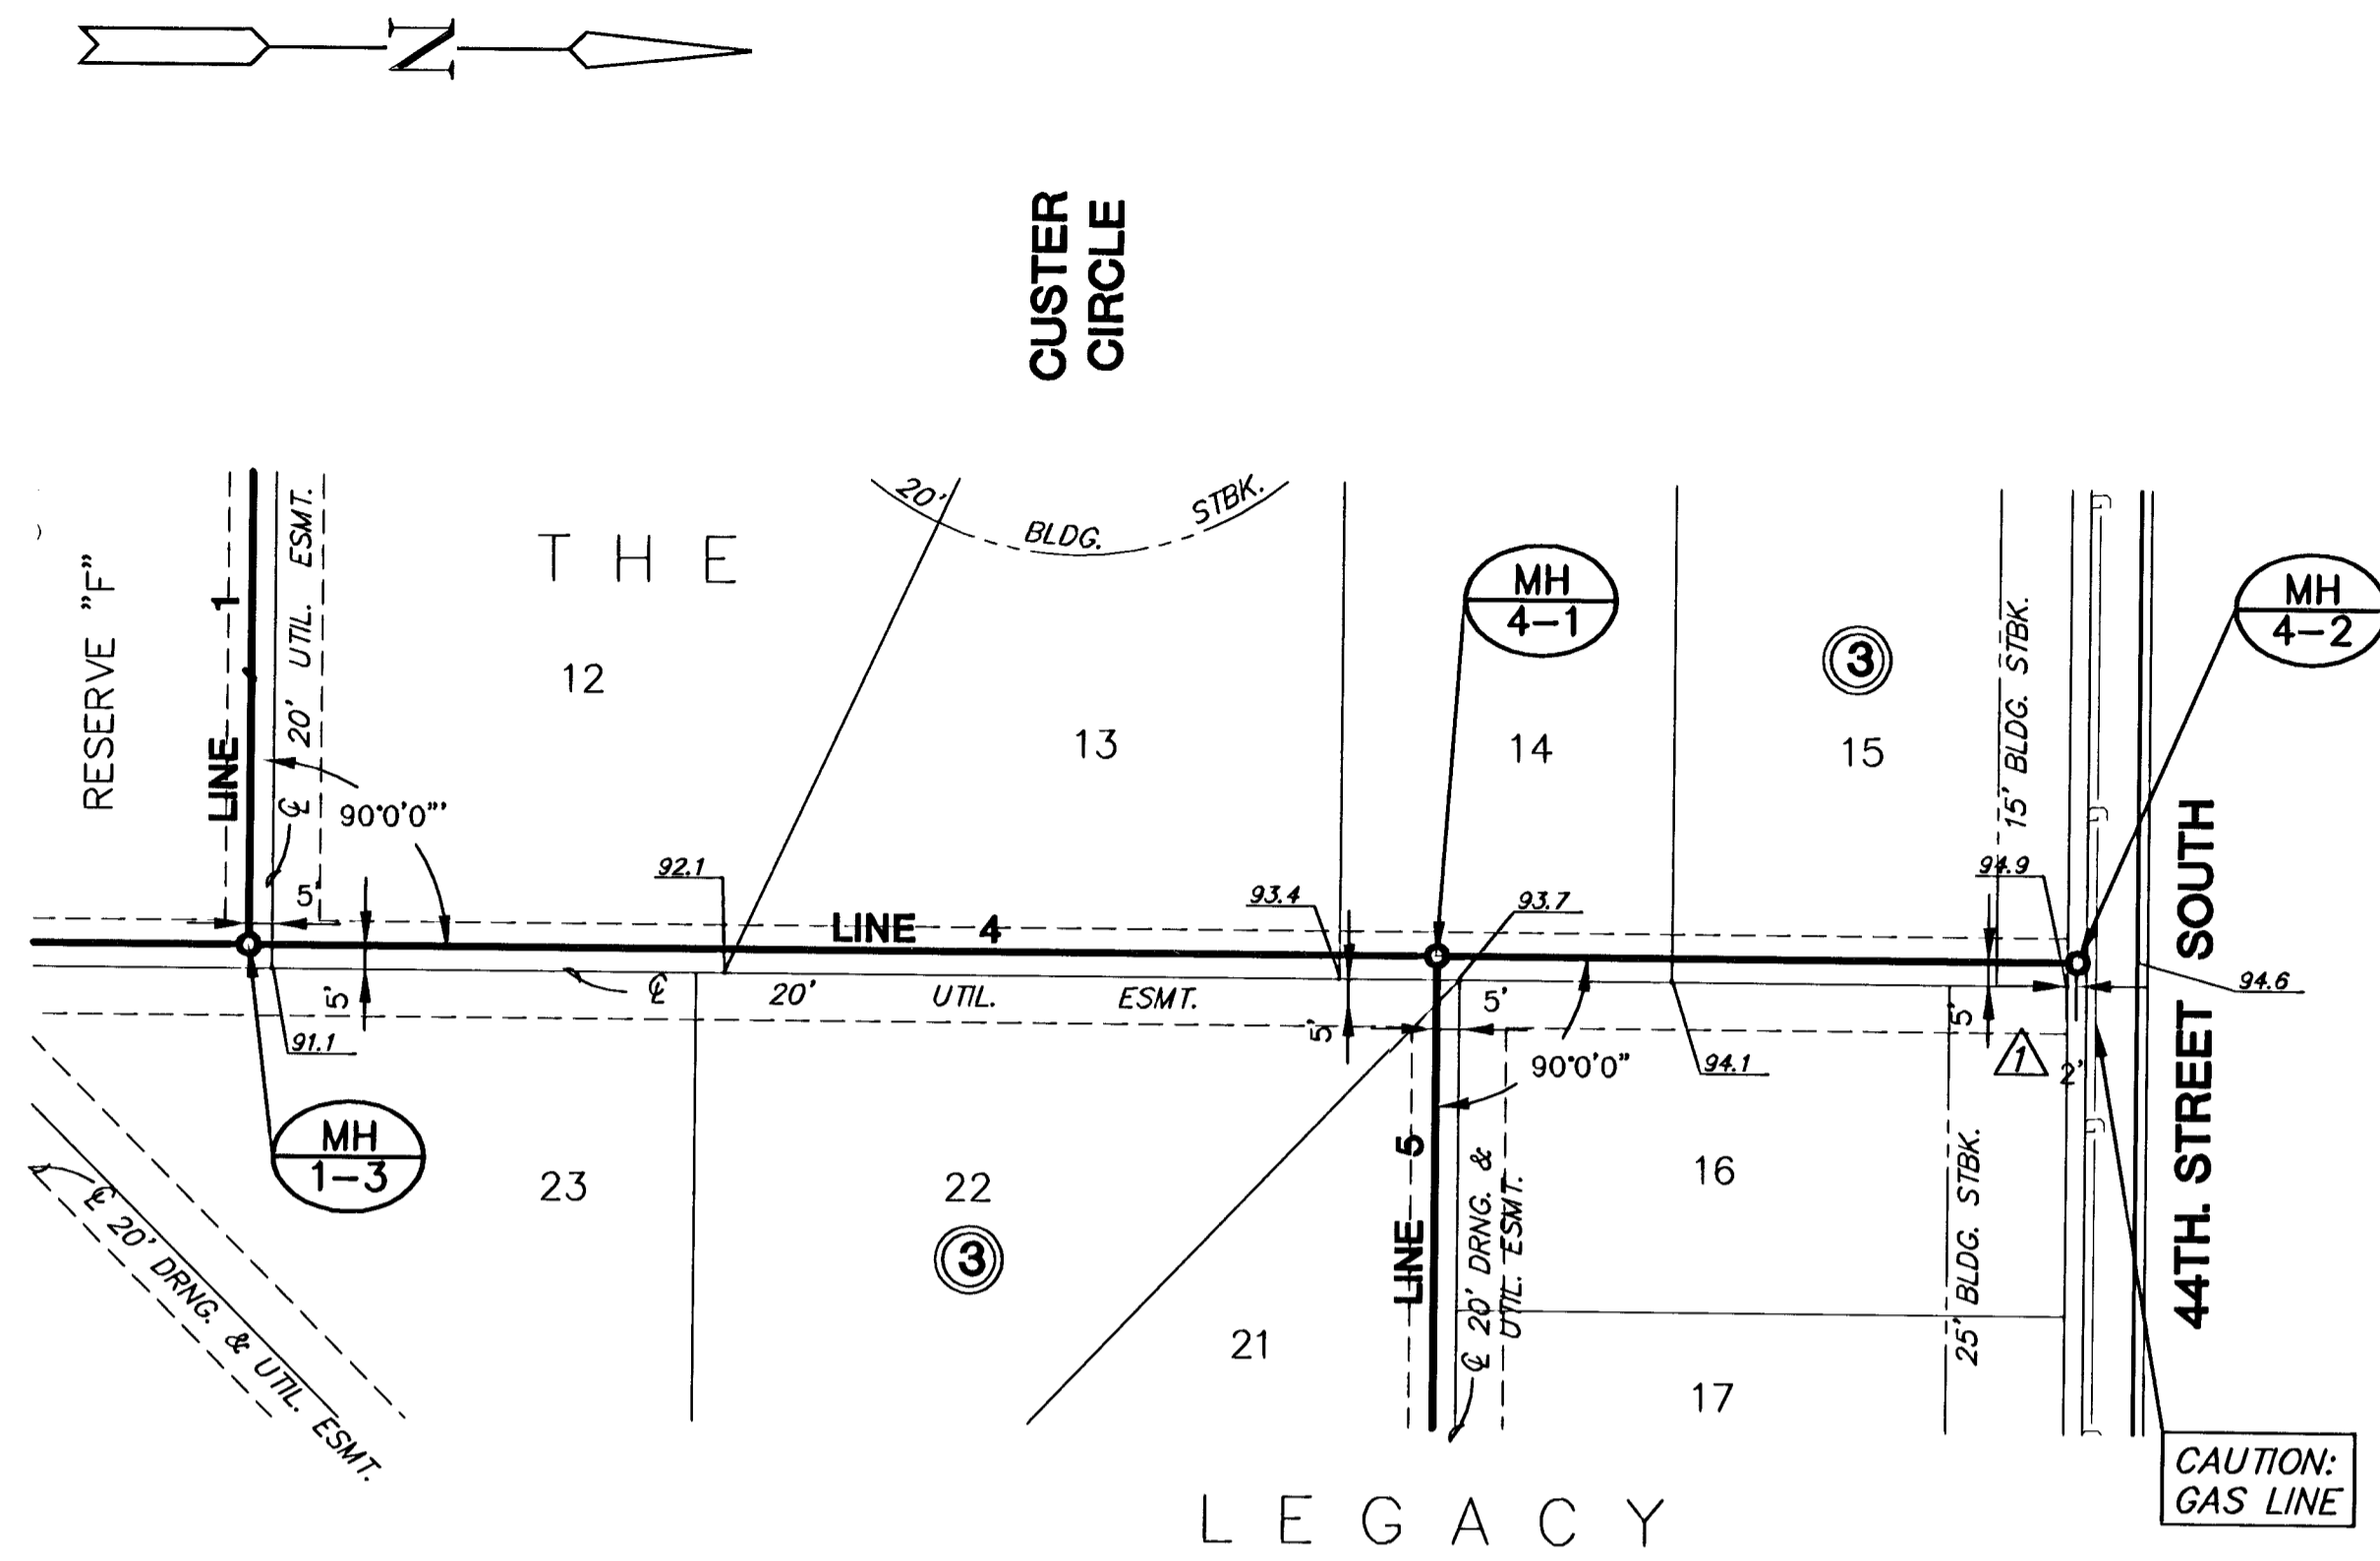 N
CUSTER
CIRCLE
RESERVE "F"
LINE 1
20' UTIL. ESMT.
T H E
20' BLDG. STBK.
MH
4-1
MH
4-2
12
13
14
3
15
15' BLDG. STBK.
90°0'0"'
5'
92.1
LINE 4
93.4
93.7
94.9
94.6
44TH. STREET SOUTH
℄
℄
20' UTIL. ESMT.
5'
5'
5'
5'
91.1
90°0'0"
94.1
1
2'
MH
1-3
23
22
3
21
LINE 5
℄ 20' DRNG. &
UTIL. ESMT.
16
17
25' BLDG. STBK.
℄ 20' DRNG. & UTIL. ESMT.
CAUTION:
GAS LINE
L E G A C Y